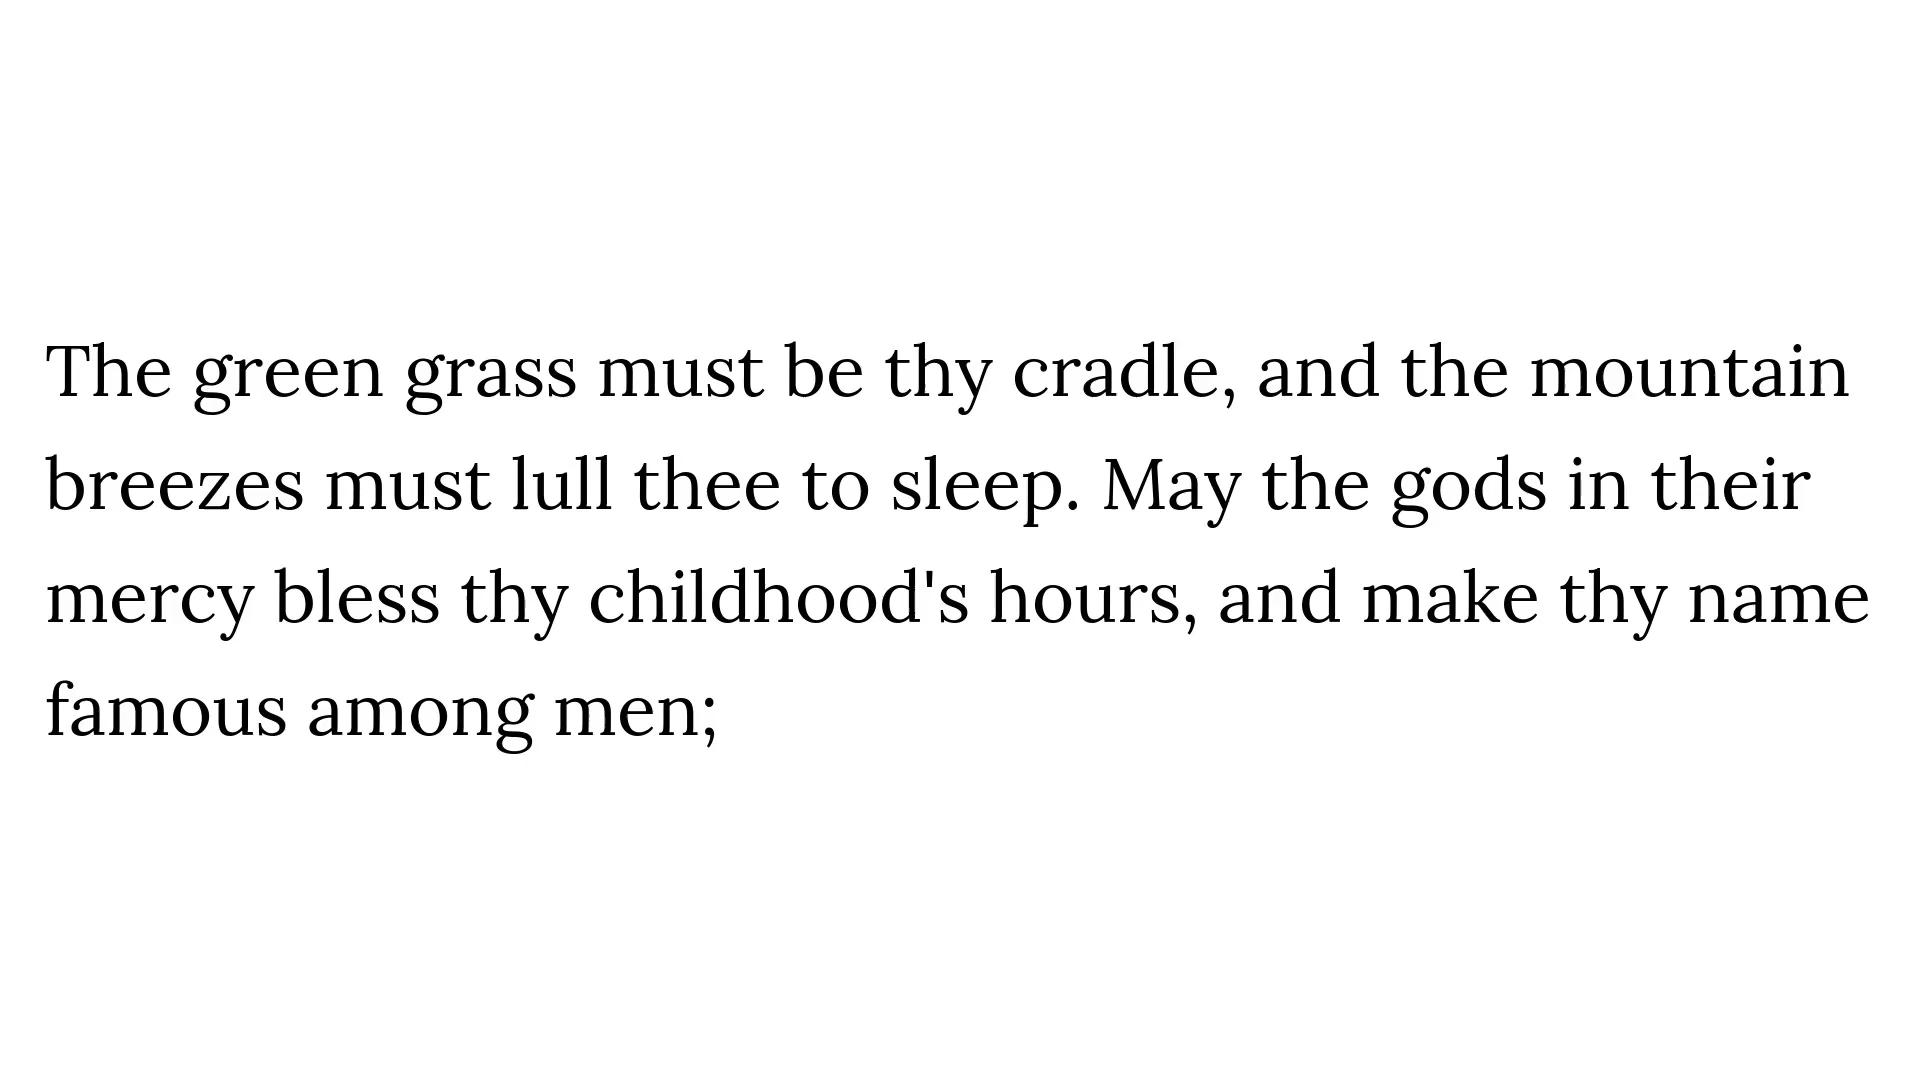 The green grass must be thy cradle, and the mountain
breezes must lull thee to sleep. May the gods in their
mercy bless thy childhood's hours, and make thy name
famous among men;